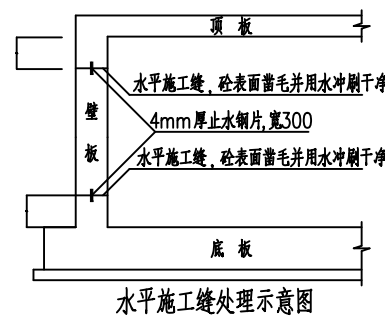 顶板
水平施工缝，砼表面凿毛并用水冲刷干净
壁板
4mm厚止水钢片,宽300
水平施工缝，砼表面凿毛并用水冲刷干净
底板
水平施工缝处理示意图